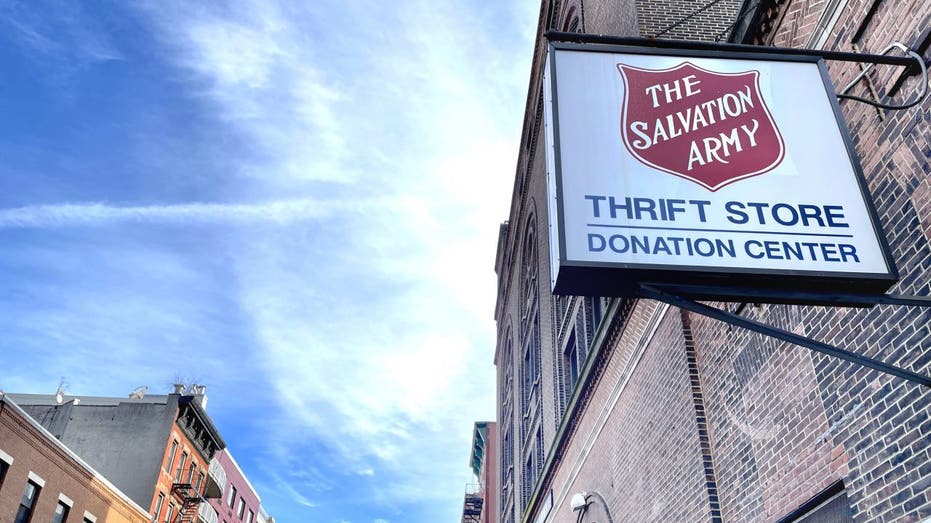 THE
SALVATION
ARMY
THRIFT STORE
DONATION CENTER